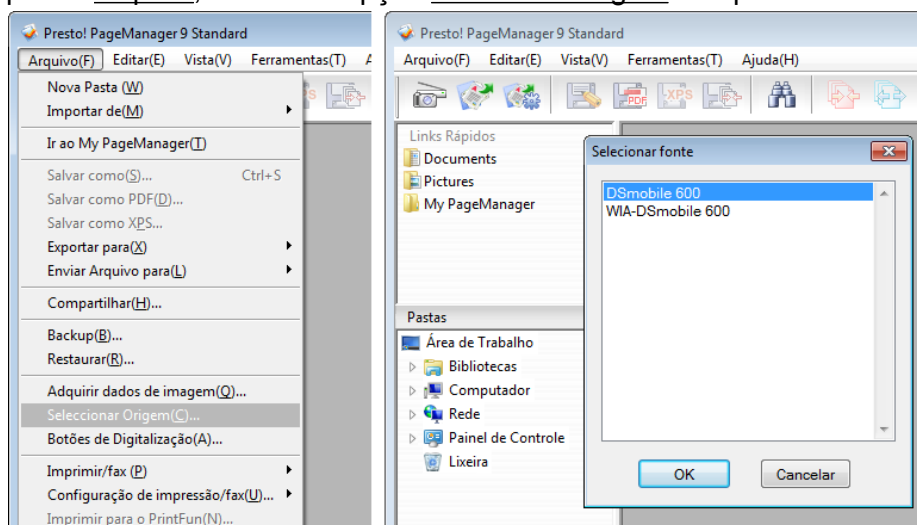 Presto! PageManager 9 Standard
Arquivo(F) Editar(E) Vista(V) Ferramentas(T)
Nova Pasta (W)
Importar de(M)
Ir ao My PageManager(T)
Salvar como(S)... Ctrl+S
Salvar como PDF(D)...
Salvar como XPS...
Exportar para(X)
Enviar Arquivo para(L)
Compartilhar(H)...
Backup(B)...
Restaurar(R)...
Adquirir dados de imagem(Q)...
Seleccionar Origem(C)...
Botões de Digitalização(A)...
Imprimir/fax (P)
Configuração de impressão/fax(U)...
Imprimir para o PrintFun(N)...
Presto! PageManager 9 Standard
Arquivo(F) Editar(E) Vista(V) Ferramentas(T) Ajuda(H)
PDF XPS
Links Rápidos
Documents
Pictures
My PageManager
Pastas
Área de Trabalho
Bibliotecas
Computador
Rede
Painel de Controle
Lixeira
Selecionar fonte
DSmobile 600
WIA-DSmobile 600
OK Cancelar